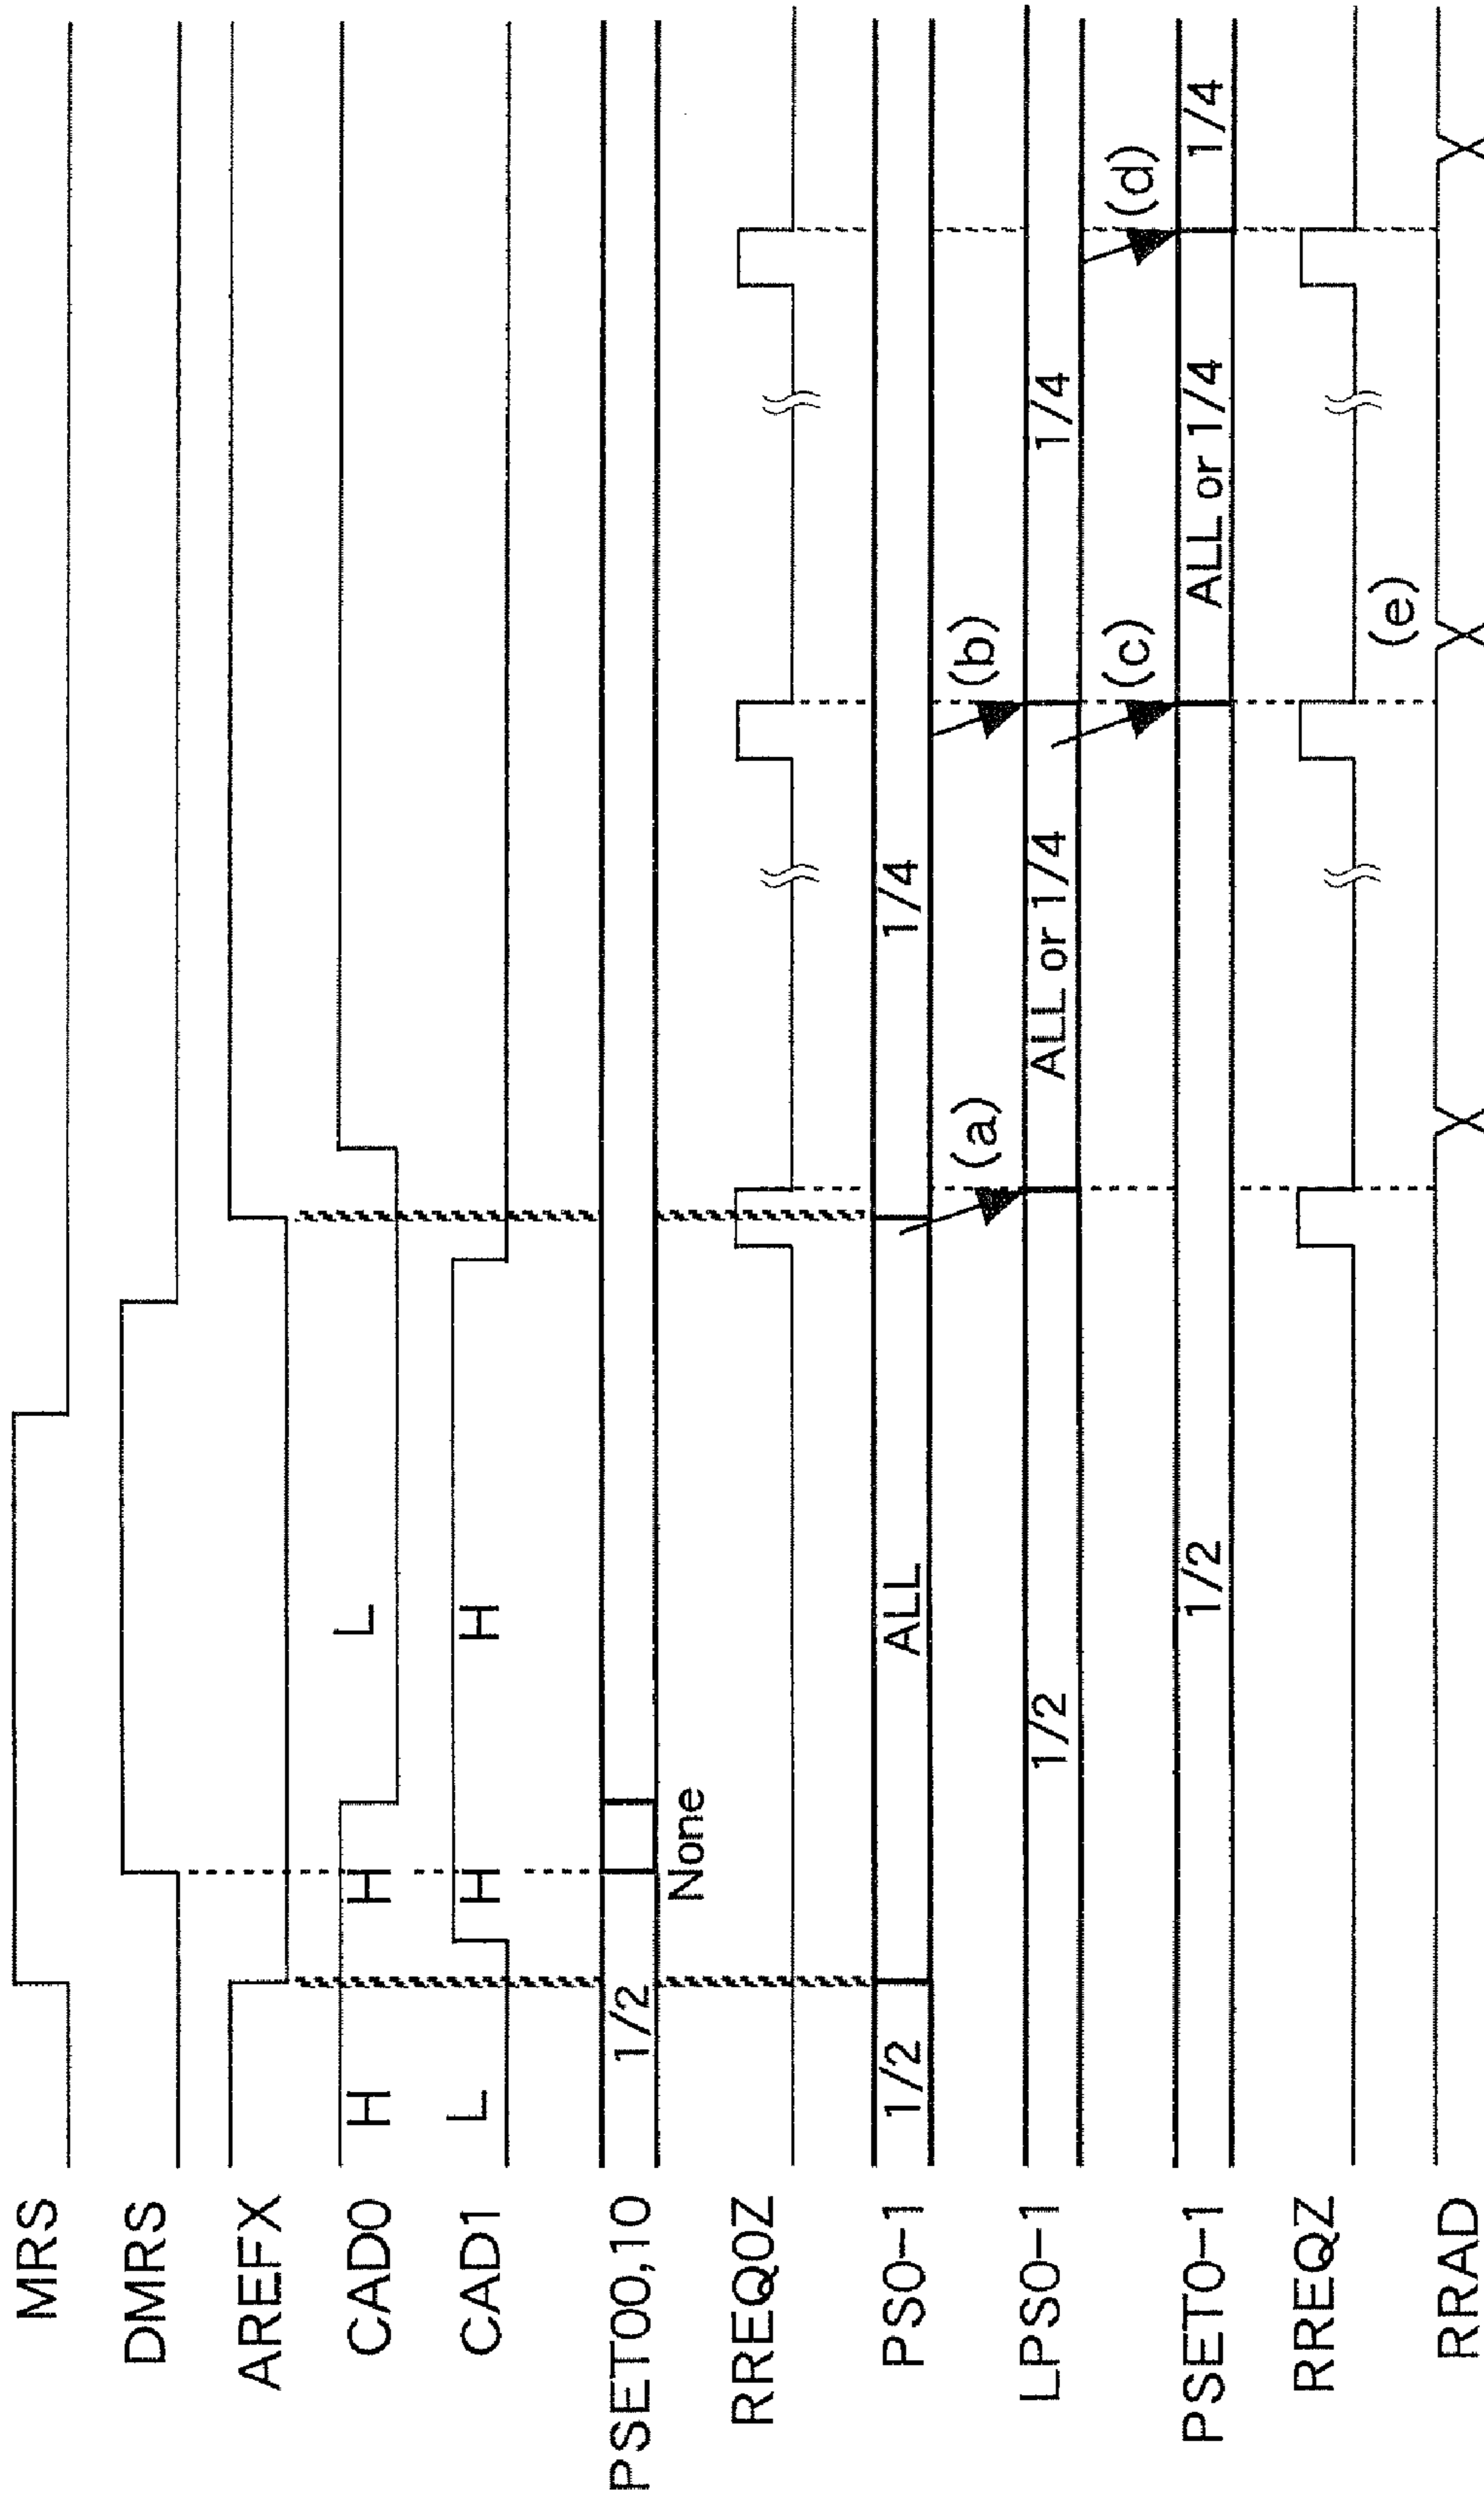 MRS
DMRS
AREFX
CAD0 H H L
CAD1 L H H
PSET00,10 1/2
None
RREQ0Z
PS0-1 1/2 ALL 1/4
(a) (b)
LPS0-1 1/2 ALL or 1/4 1/4
(c) (d)
PSET0-1 1/2 ALL or 1/4 1/4
RREQZ
(e)
RRAD